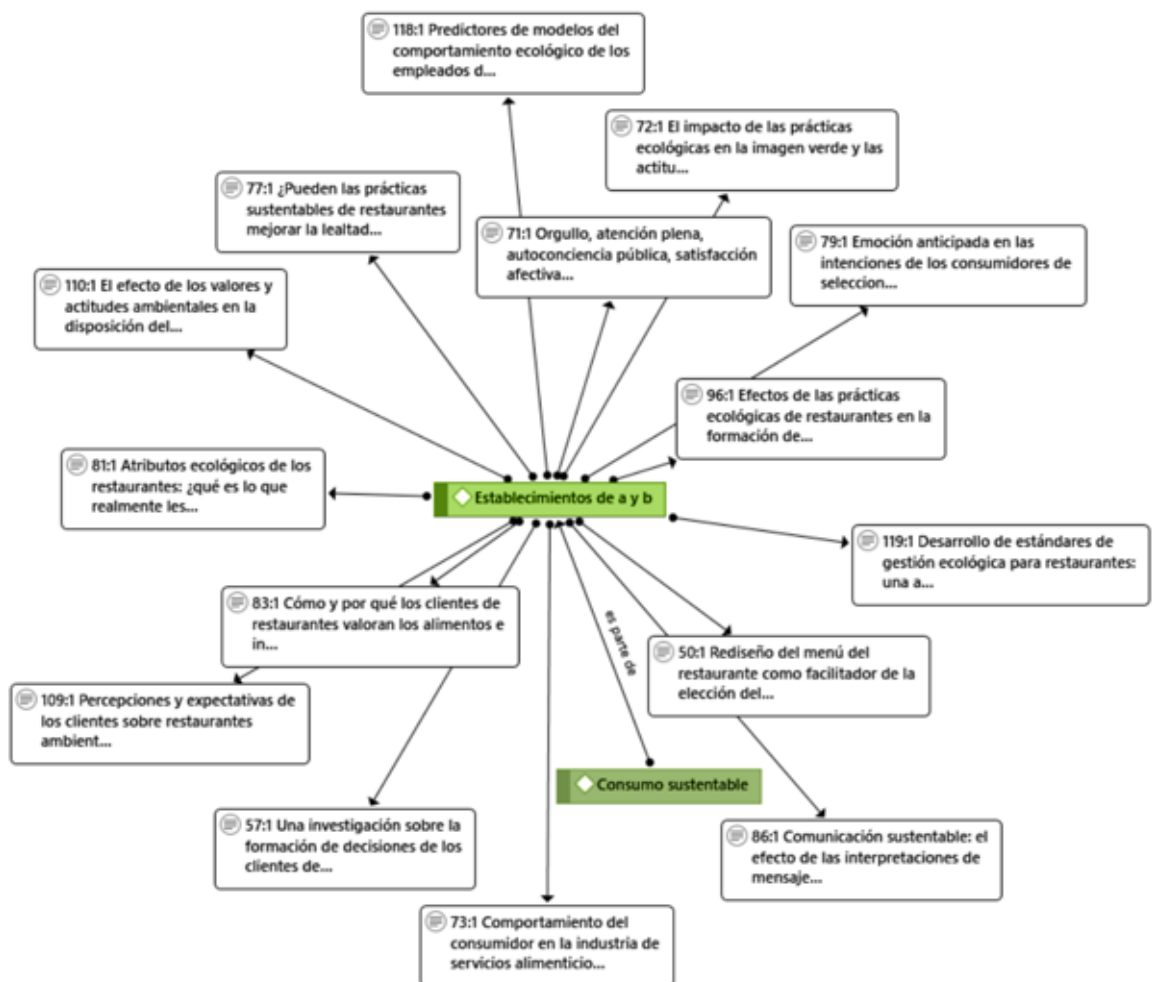 118:1 Predictores de modelos del
comportamiento ecológico de los
empleados d...
72:1 El impacto de las prácticas
ecológicas en la imagen verde y las
actitu...
77:1 ¿Pueden las prácticas
sustentables de restaurantes
mejorar la lealtad...
71:1 Orgullo, atención plena,
autoconciencia pública, satisfacción
afectiva...
79:1 Emoción anticipada en las
intenciones de los consumidores de
seleccion...
110:1 El efecto de los valores y
actitudes ambientales en la
disposición del...
96:1 Efectos de las prácticas
ecológicas de restaurantes en la
formación de...
81:1 Atributos ecológicos de los
restaurantes: ¿qué es lo que
realmente les...
Establecimientos de a y b
119:1 Desarrollo de estándares de
gestión ecológica para restaurantes:
una a...
83:1 Cómo y por qué los clientes de
restaurantes valoran los alimentos e
in...
es parte de
50:1 Rediseño del menú del
restaurante como facilitador de la
elección del...
109:1 Percepciones y expectativas de
los clientes sobre restaurantes
ambient...
Consumo sustentable
57:1 Una investigación sobre la
formación de decisiones de los
clientes de...
86:1 Comunicación sustentable: el
efecto de las interpretaciones de
mensaje...
73:1 Comportamiento del
consumidor en la industria de
servicios alimenticio...